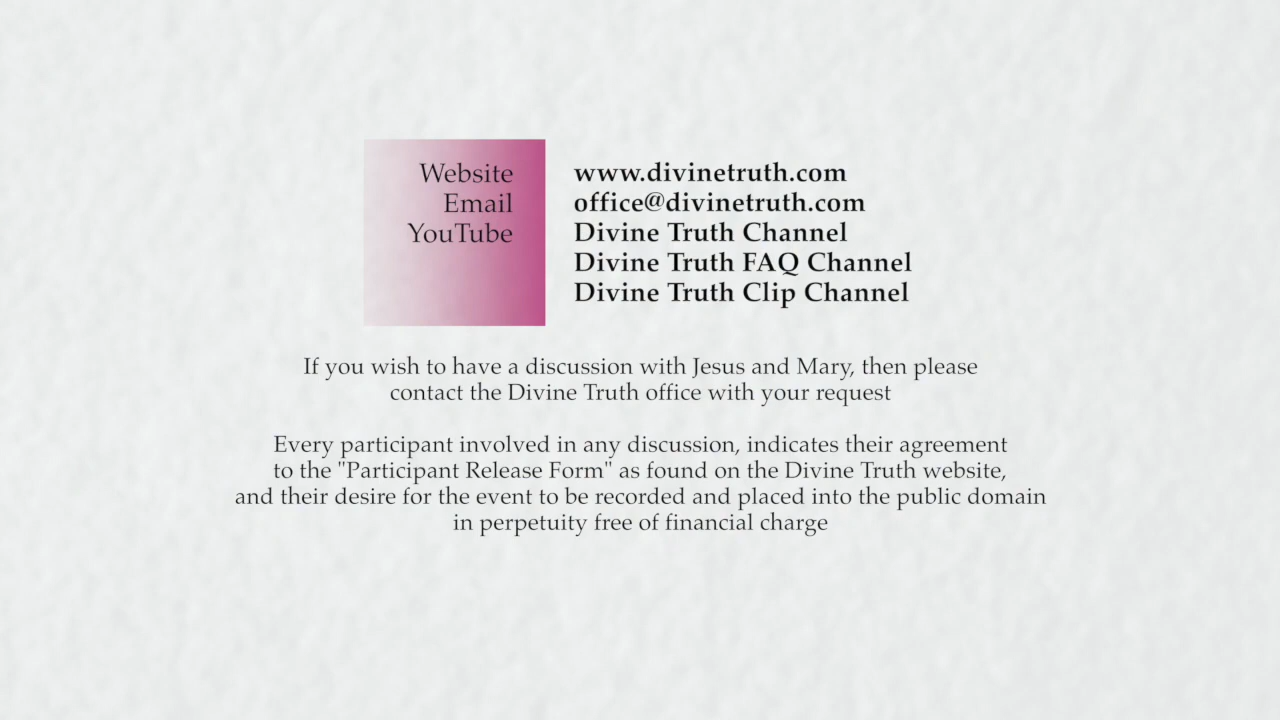 Website www.divinetruth.com
Email office@divinetruth.com
YouTube Divine Truth Channel
Divine Truth FAQ Channel
Divine Truth Clip Channel
If you wish to have a discussion with Jesus and Mary, then please
contact the Divine Truth office with your request
Every participant involved in any discussion, indicates their agreement
to the "Participant Release Form" as found on the Divine Truth website,
and their desire for the event to be recorded and placed into the public domain
in perpetuity free of financial charge